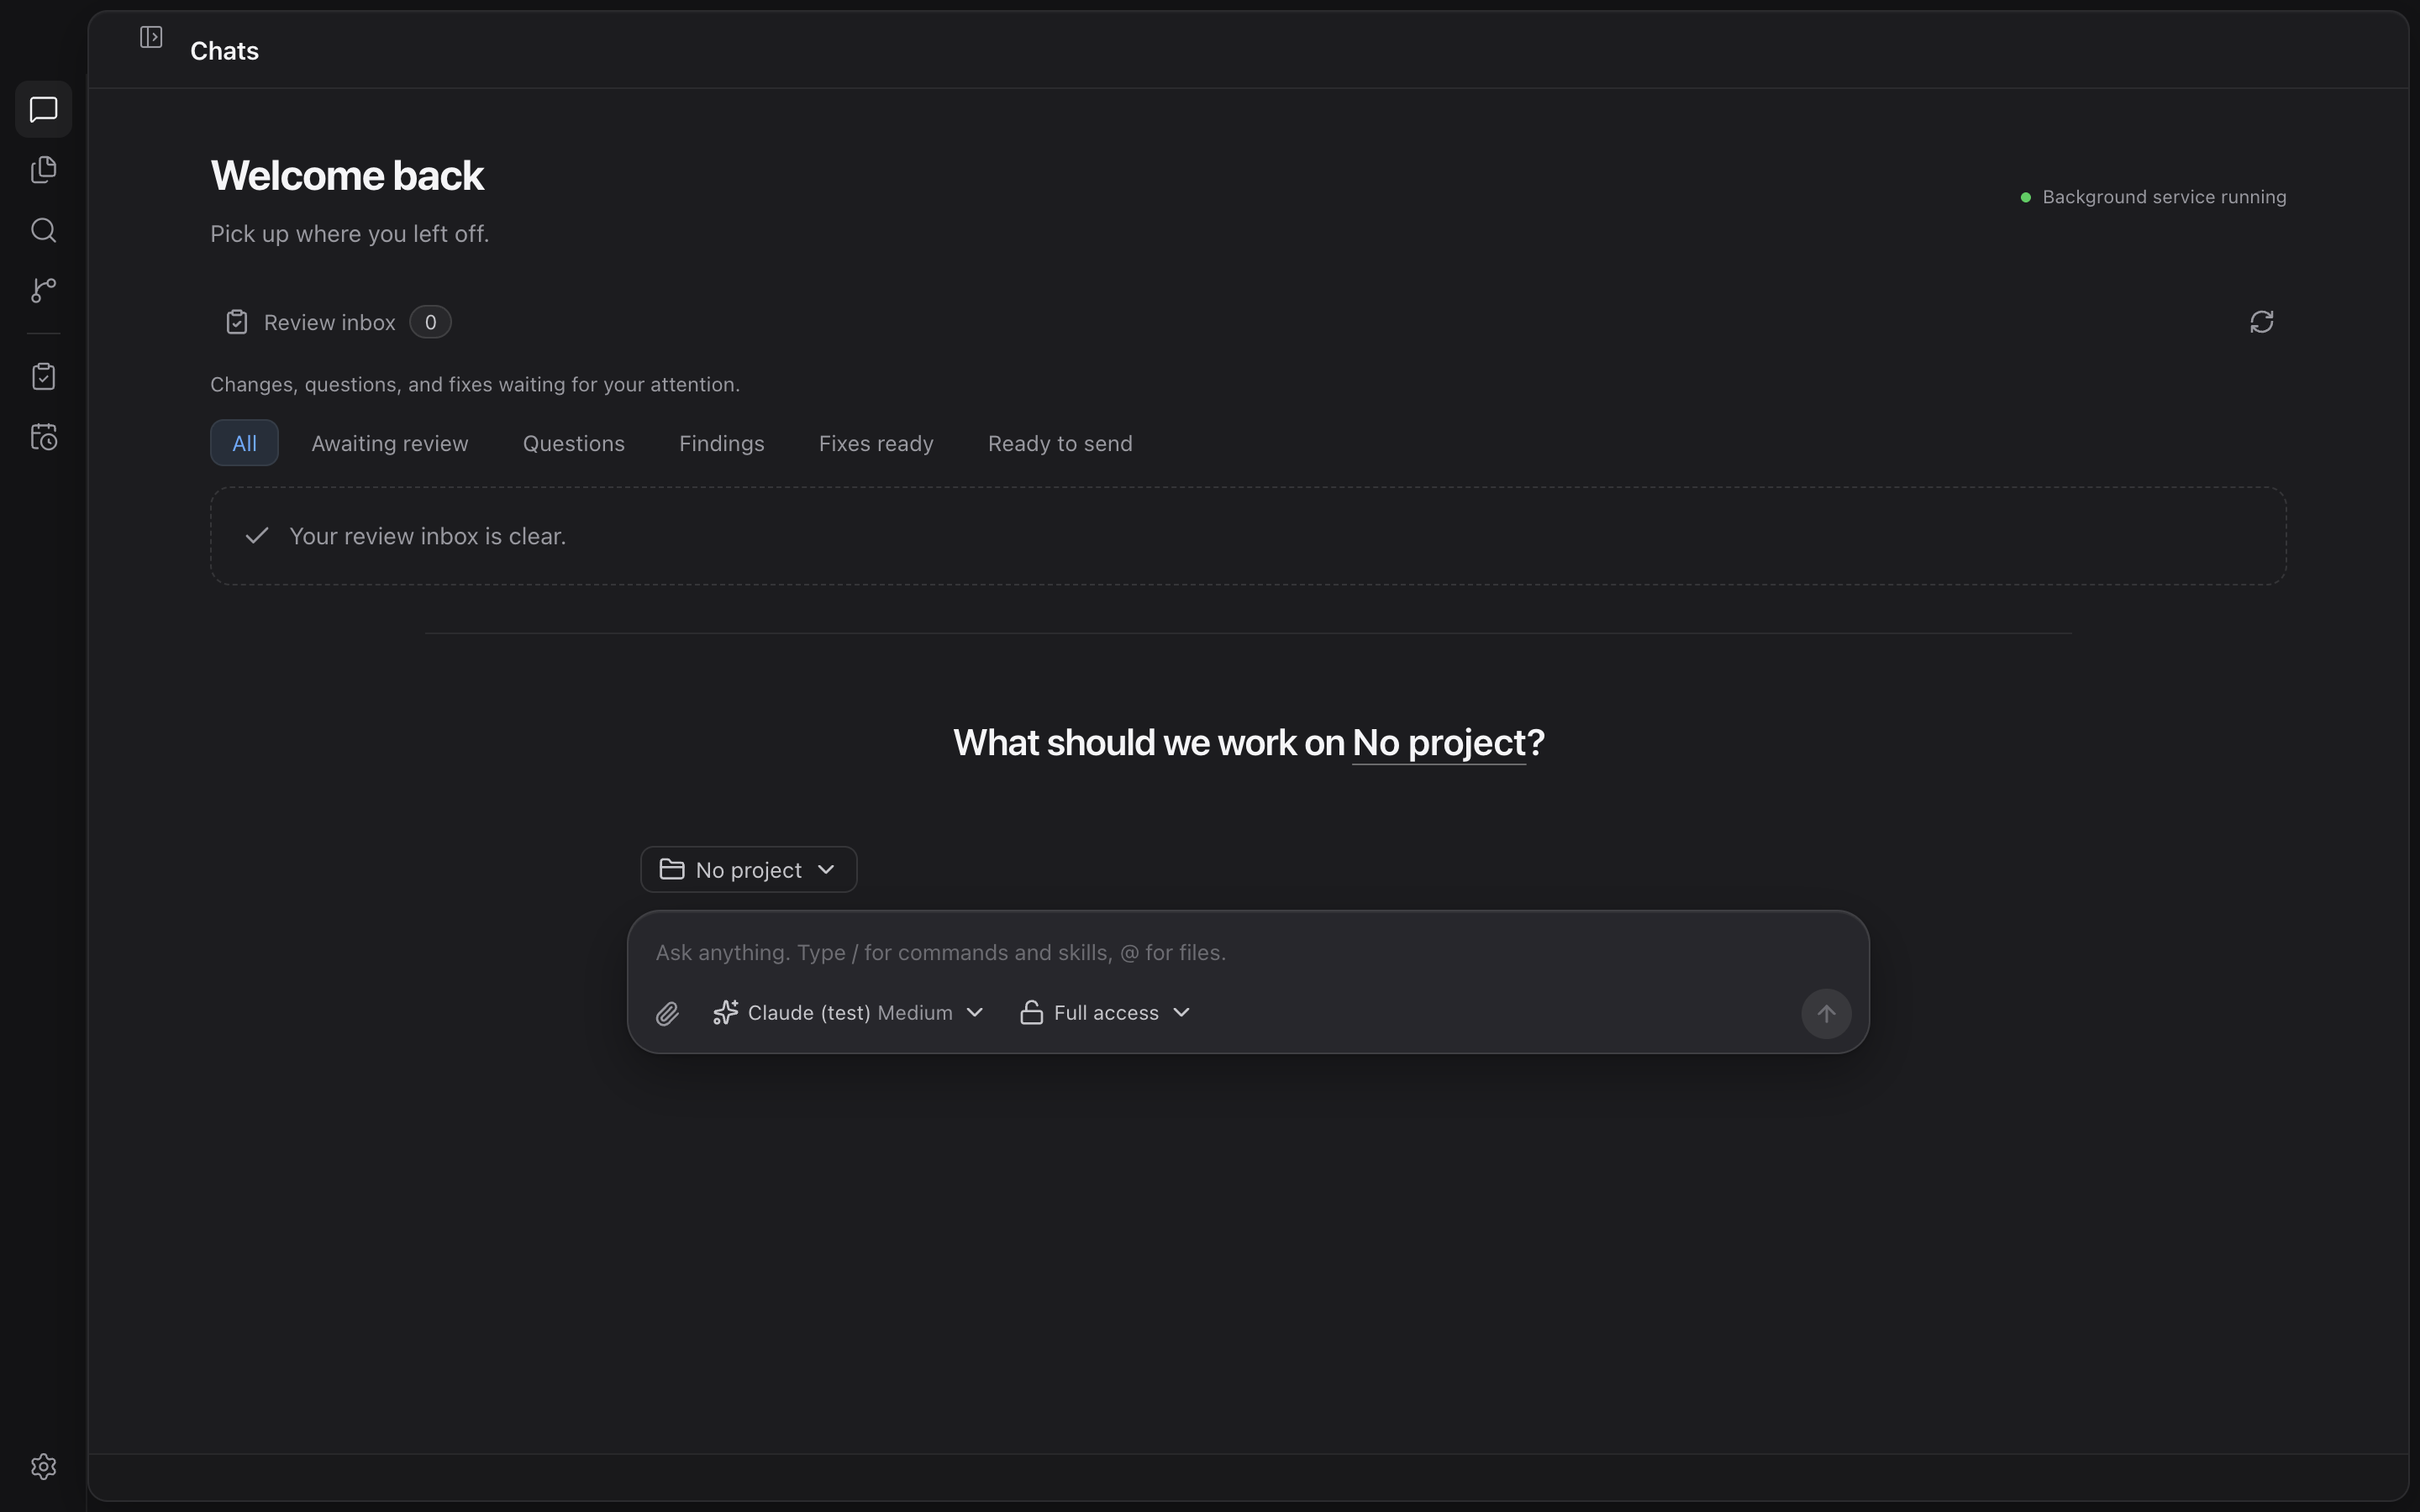 Chats
Welcome back
Background service running
Pick up where you left off.
Review inbox 0
Changes, questions, and fixes waiting for your attention.
All Awaiting review Questions Findings Fixes ready Ready to send
Your review inbox is clear.
What should we work on No project?
No project
Ask anything. Type / for commands and skills, @ for files.
Claude (test) Medium Full access